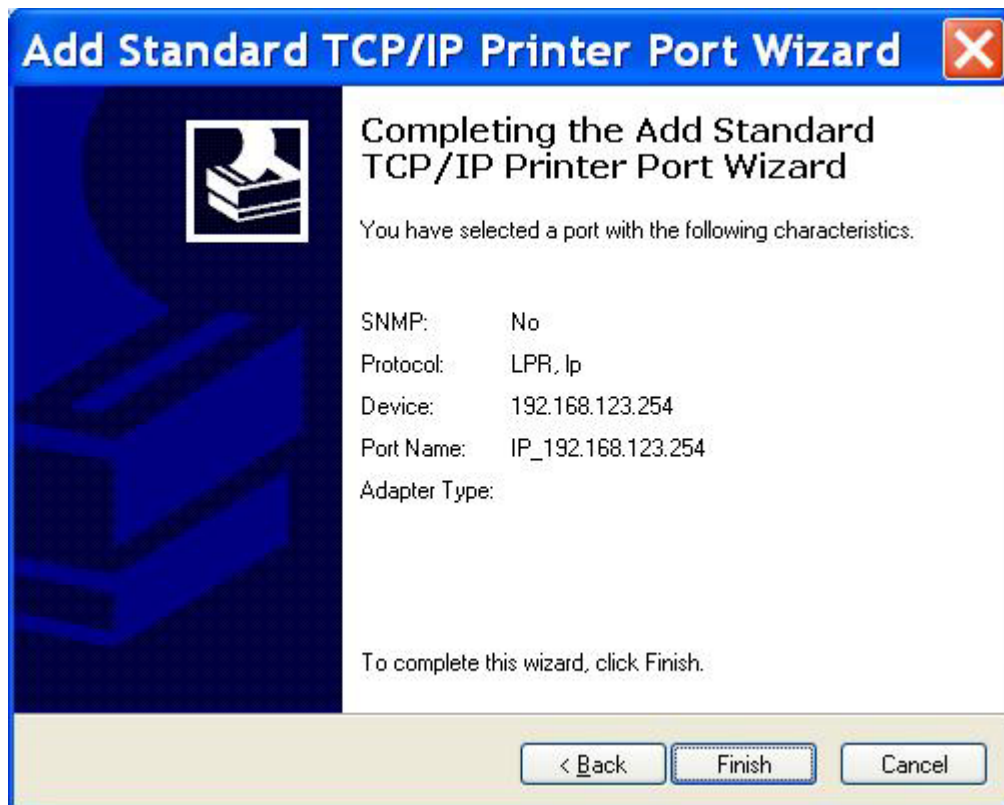 Add Standard TCP/IP Printer Port Wizard
Completing the Add Standard
TCP/IP Printer Port Wizard
You have selected a port with the following characteristics.
SNMP: No
Protocol: LPR, lp
Device: 192.168.123.254
Port Name: IP_192.168.123.254
Adapter Type:
To complete this wizard, click Finish.
< Back Finish Cancel